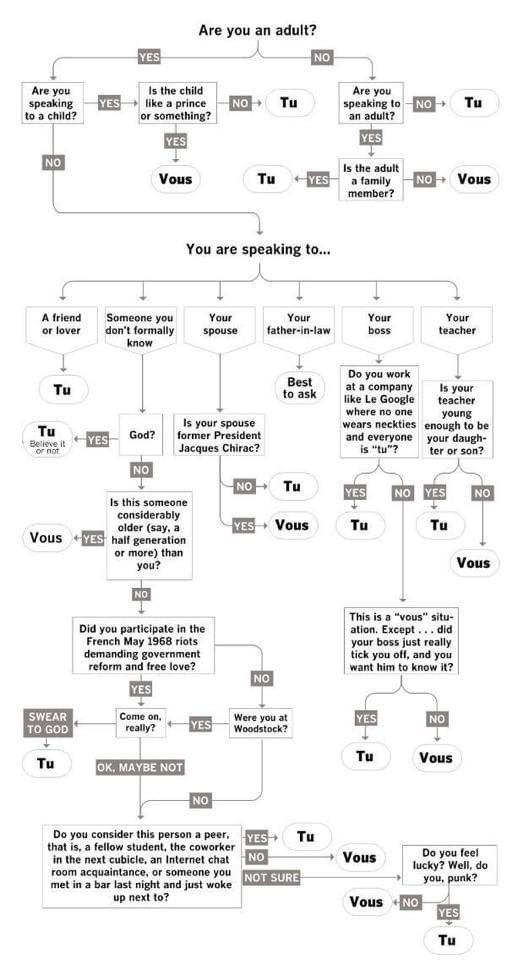 Are you an adult?
YES
NO
Are you
speaking
to a child?
YES
Is the child
like a prince
or something?
NO
Tu
Are you
speaking to
an adult?
NO
Tu
YES
YES
NO
Vous
Tu
YES
Is the adult
a family
member?
NO
Vous
You are speaking to...
A friend
or lover
Someone you
don't formally
know
Your
spouse
Your
father-in-law
Your
boss
Your
teacher
Tu
Best
to ask
Do you work
at a company
like Le Google
where no one
wears neckties
and everyone
is “tu”?
Is your
teacher
young
enough to be
your daugh-
ter or son?
Tu
Believe it
or not
YES
God?
Is your spouse
former President
Jacques Chirac?
NO
NO
Tu
YES
Vous
YES
NO
YES
NO
Tu
Tu
Vous
Is this someone
considerably
older (say, a
half generation
or more) than
you?
Vous
YES
NO
Did you participate in the
French May 1968 riots
demanding government
reform and free love?
This is a “vous” situ-
ation. Except . . . did
your boss just really
tick you off, and you
want him to know it?
YES
NO
YES
NO
Tu
Vous
SWEAR
TO GOD
Come on,
really?
YES
Were you at
Woodstock?
Tu
OK, MAYBE NOT
NO
Do you consider this person a peer,
that is, a fellow student, the coworker
in the next cubicle, an Internet chat
room acquaintance, or someone you
met in a bar last night and just woke
up next to?
YES
Tu
NO
Vous
NOT SURE
Do you feel
lucky? Well, do
you, punk?
Vous
NO
YES
Tu